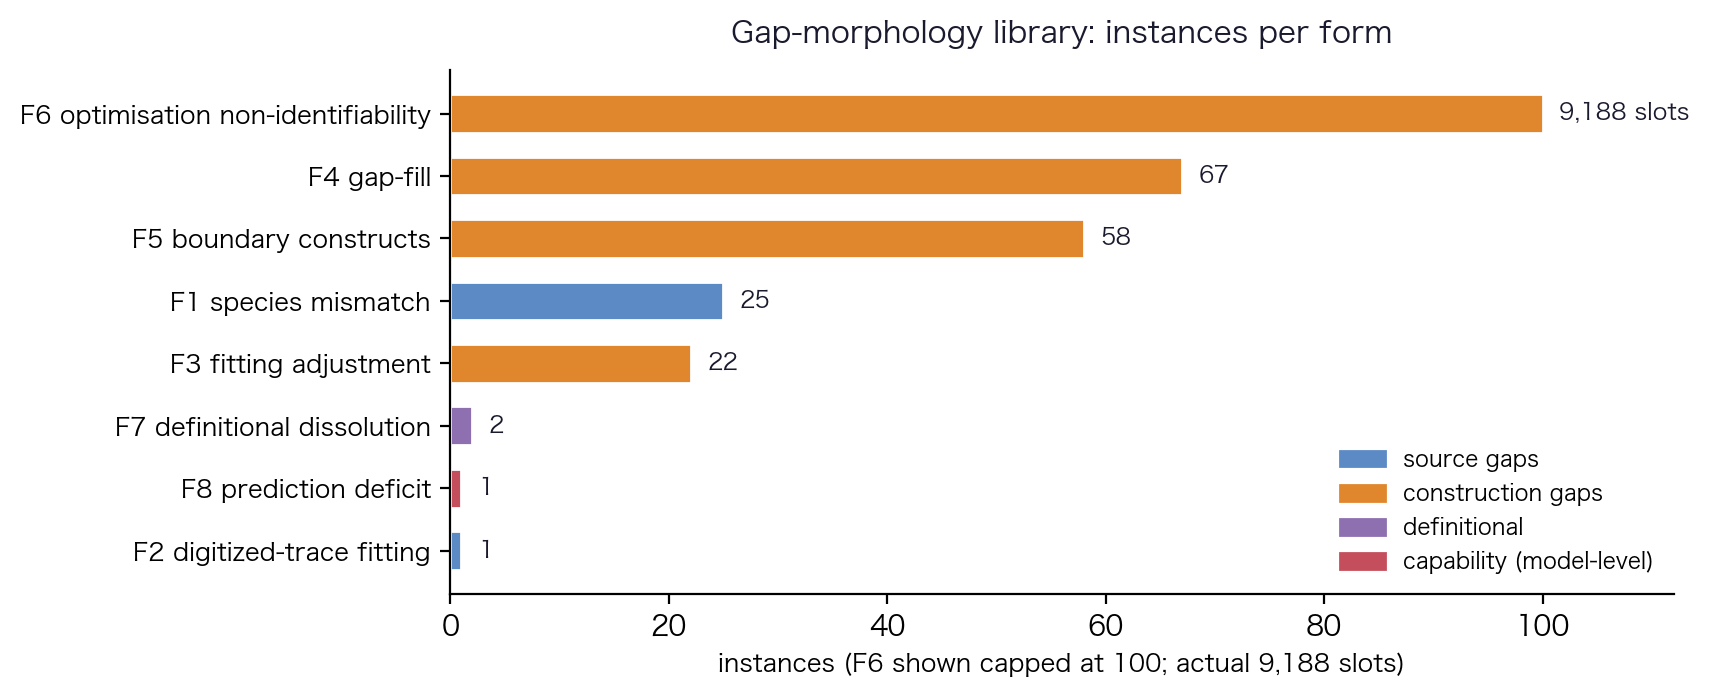 Gap-morphology library: instances per form
F6 optimisation non-identifiability
9,188 slots
F4 gap-fill
67
F5 boundary constructs
58
F1 species mismatch
25
F3 fitting adjustment
22
F7 definitional dissolution
2
F8 prediction deficit
1
F2 digitized-trace fitting
1
source gaps
construction gaps
definitional
capability (model-level)
0 20 40 60 80 100
instances (F6 shown capped at 100; actual 9,188 slots)